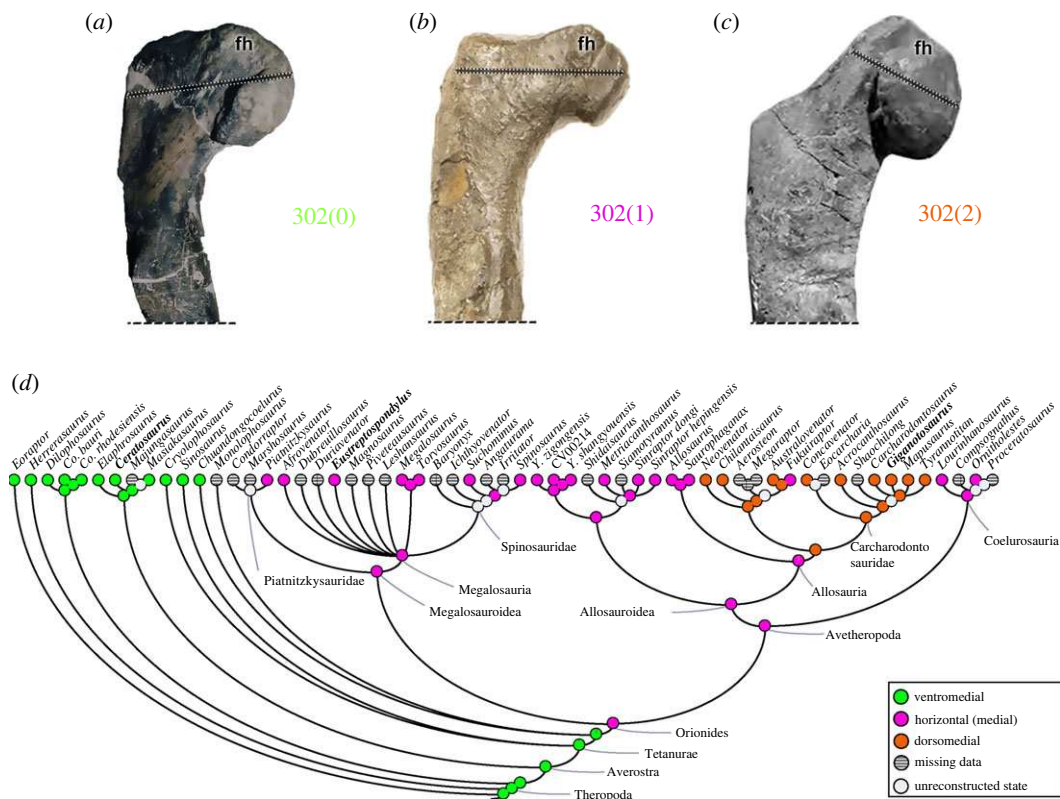 (a)
fh
302(0)
(b)
fh
302(1)
(c)
fh
302(2)
(d)
Eoraptor
Herrerasaurus
Dilophosaurus
Co. bauri
Co. rhodesiensis
Elaphrosaurus
Ceratosaurus
Majungasaurus
Masiakasaurus
Cryolophosaurus
Sinosaurus
Chuandongocoelurus
Monolophosaurus
Condorraptor
Marshosaurus
Piatnizkysaurus
Afrovenator
Dubreuillosaurus
Duriavenator
Eustreptospondylus
Magnosaurus
Piveteausaurus
Leshansaurus
Megalosaurus
Torvosaurus
Baryonyx
Ichthyovenator
Suchomimus
Angaturama
Irritator
Spinosaurus
Y. zigongensis
CV00214
Y. shangyouensis
Shidaisaurus
Metriacanthosaurus
Siamotyrannus
Sinraptor dongi
Sinraptor hepingensis
Allosaurus
Saurophaganax
Neovenator
Chilantaisaurus
Aerosteon
Megaraptor
Australovenator
Fukuiraptor
Concavenator
Eocarcharia
Acrocanthosaurus
Shaochilong
Carcharodontosaurus
Giganotosaurus
Mapusaurus
Tyrannotitan
Lourinhanosaurus
Compsognathus
Ornitholestes
Proceratosaurus
Spinosauridae
Piatnitzkysauridae
Megalosauria
Megalosauroidea
Carcharodonto
sauridae
Coelurosauria
Allosauria
Allosauroidea
Avetheropoda
Orionides
Tetanurae
Averostra
Theropoda
ventromedial
horizontal (medial)
dorsomedial
missing data
unreconstructed state